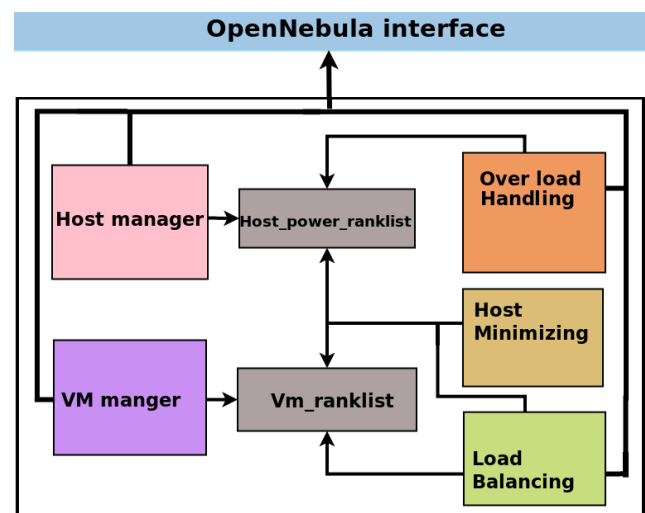 OpenNebula interface
Host manager
Host_power_ranklist
Over load
Handling
Host
Minimizing
VM manger
Vm_ranklist
Load
Balancing